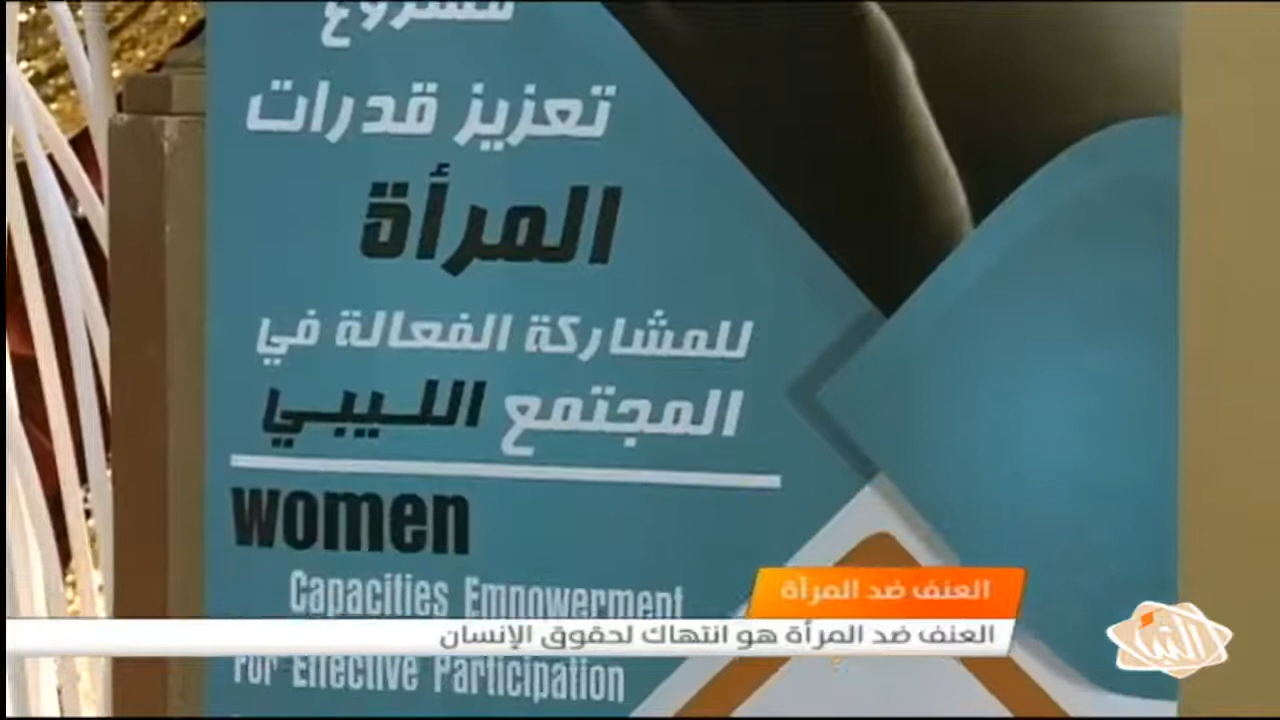 مشروع
تعزيز قدرات
المرأة
للمشاركة الفعالة في
المجتمع الليبي
women
Capacities Empowerment
For Effective Participation
العنف ضد المرأة
العنف ضد المرأة هو انتهاك لحقوق الإنسان
النبأ